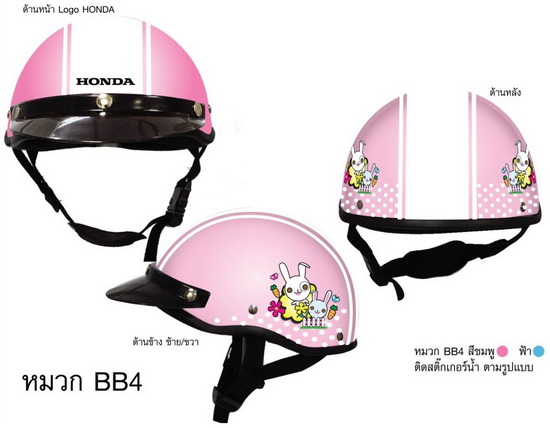 ด้านหน้า Logo HONDA
HONDA
ด้านหลัง
ด้านข้าง ซ้าย/ขวา
หมวก BB4 สีชมพู ฟ้า
ติดสติ๊กเกอร์น้ำ ตามรูปแบบ
หมวก BB4